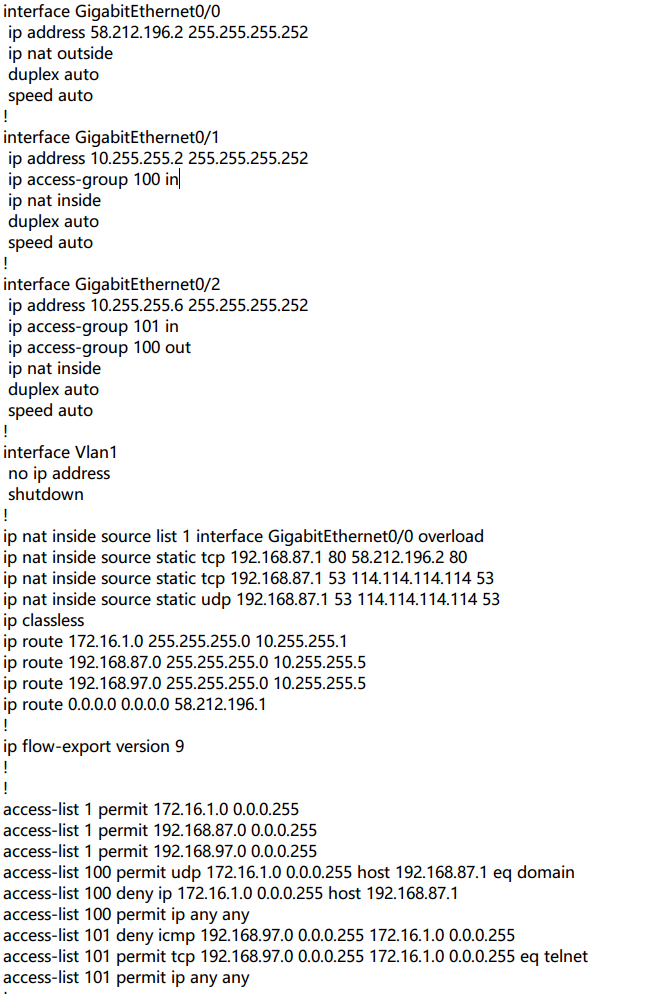 interface GigabitEthernet0/0
 ip address 58.212.196.2 255.255.255.252
 ip nat outside
 duplex auto
 speed auto
!
interface GigabitEthernet0/1
 ip address 10.255.255.2 255.255.255.252
 ip access-group 100 in
 ip nat inside
 duplex auto
 speed auto
!
interface GigabitEthernet0/2
 ip address 10.255.255.6 255.255.255.252
 ip access-group 101 in
 ip access-group 100 out
 ip nat inside
 duplex auto
 speed auto
!
interface Vlan1
 no ip address
 shutdown
!
ip nat inside source list 1 interface GigabitEthernet0/0 overload
ip nat inside source static tcp 192.168.87.1 80 58.212.196.2 80
ip nat inside source static tcp 192.168.87.1 53 114.114.114.114 53
ip nat inside source static udp 192.168.87.1 53 114.114.114.114 53
ip classless
ip route 172.16.1.0 255.255.255.0 10.255.255.1
ip route 192.168.87.0 255.255.255.0 10.255.255.5
ip route 192.168.97.0 255.255.255.0 10.255.255.5
ip route 0.0.0.0 0.0.0.0 58.212.196.1
!
ip flow-export version 9
!
!
access-list 1 permit 172.16.1.0 0.0.0.255
access-list 1 permit 192.168.87.0 0.0.0.255
access-list 1 permit 192.168.97.0 0.0.0.255
access-list 100 permit udp 172.16.1.0 0.0.0.255 host 192.168.87.1 eq domain
access-list 100 deny ip 172.16.1.0 0.0.0.255 host 192.168.87.1
access-list 100 permit ip any any
access-list 101 deny icmp 192.168.97.0 0.0.0.255 172.16.1.0 0.0.0.255
access-list 101 permit tcp 192.168.97.0 0.0.0.255 172.16.1.0 0.0.0.255 eq telnet
access-list 101 permit ip any any